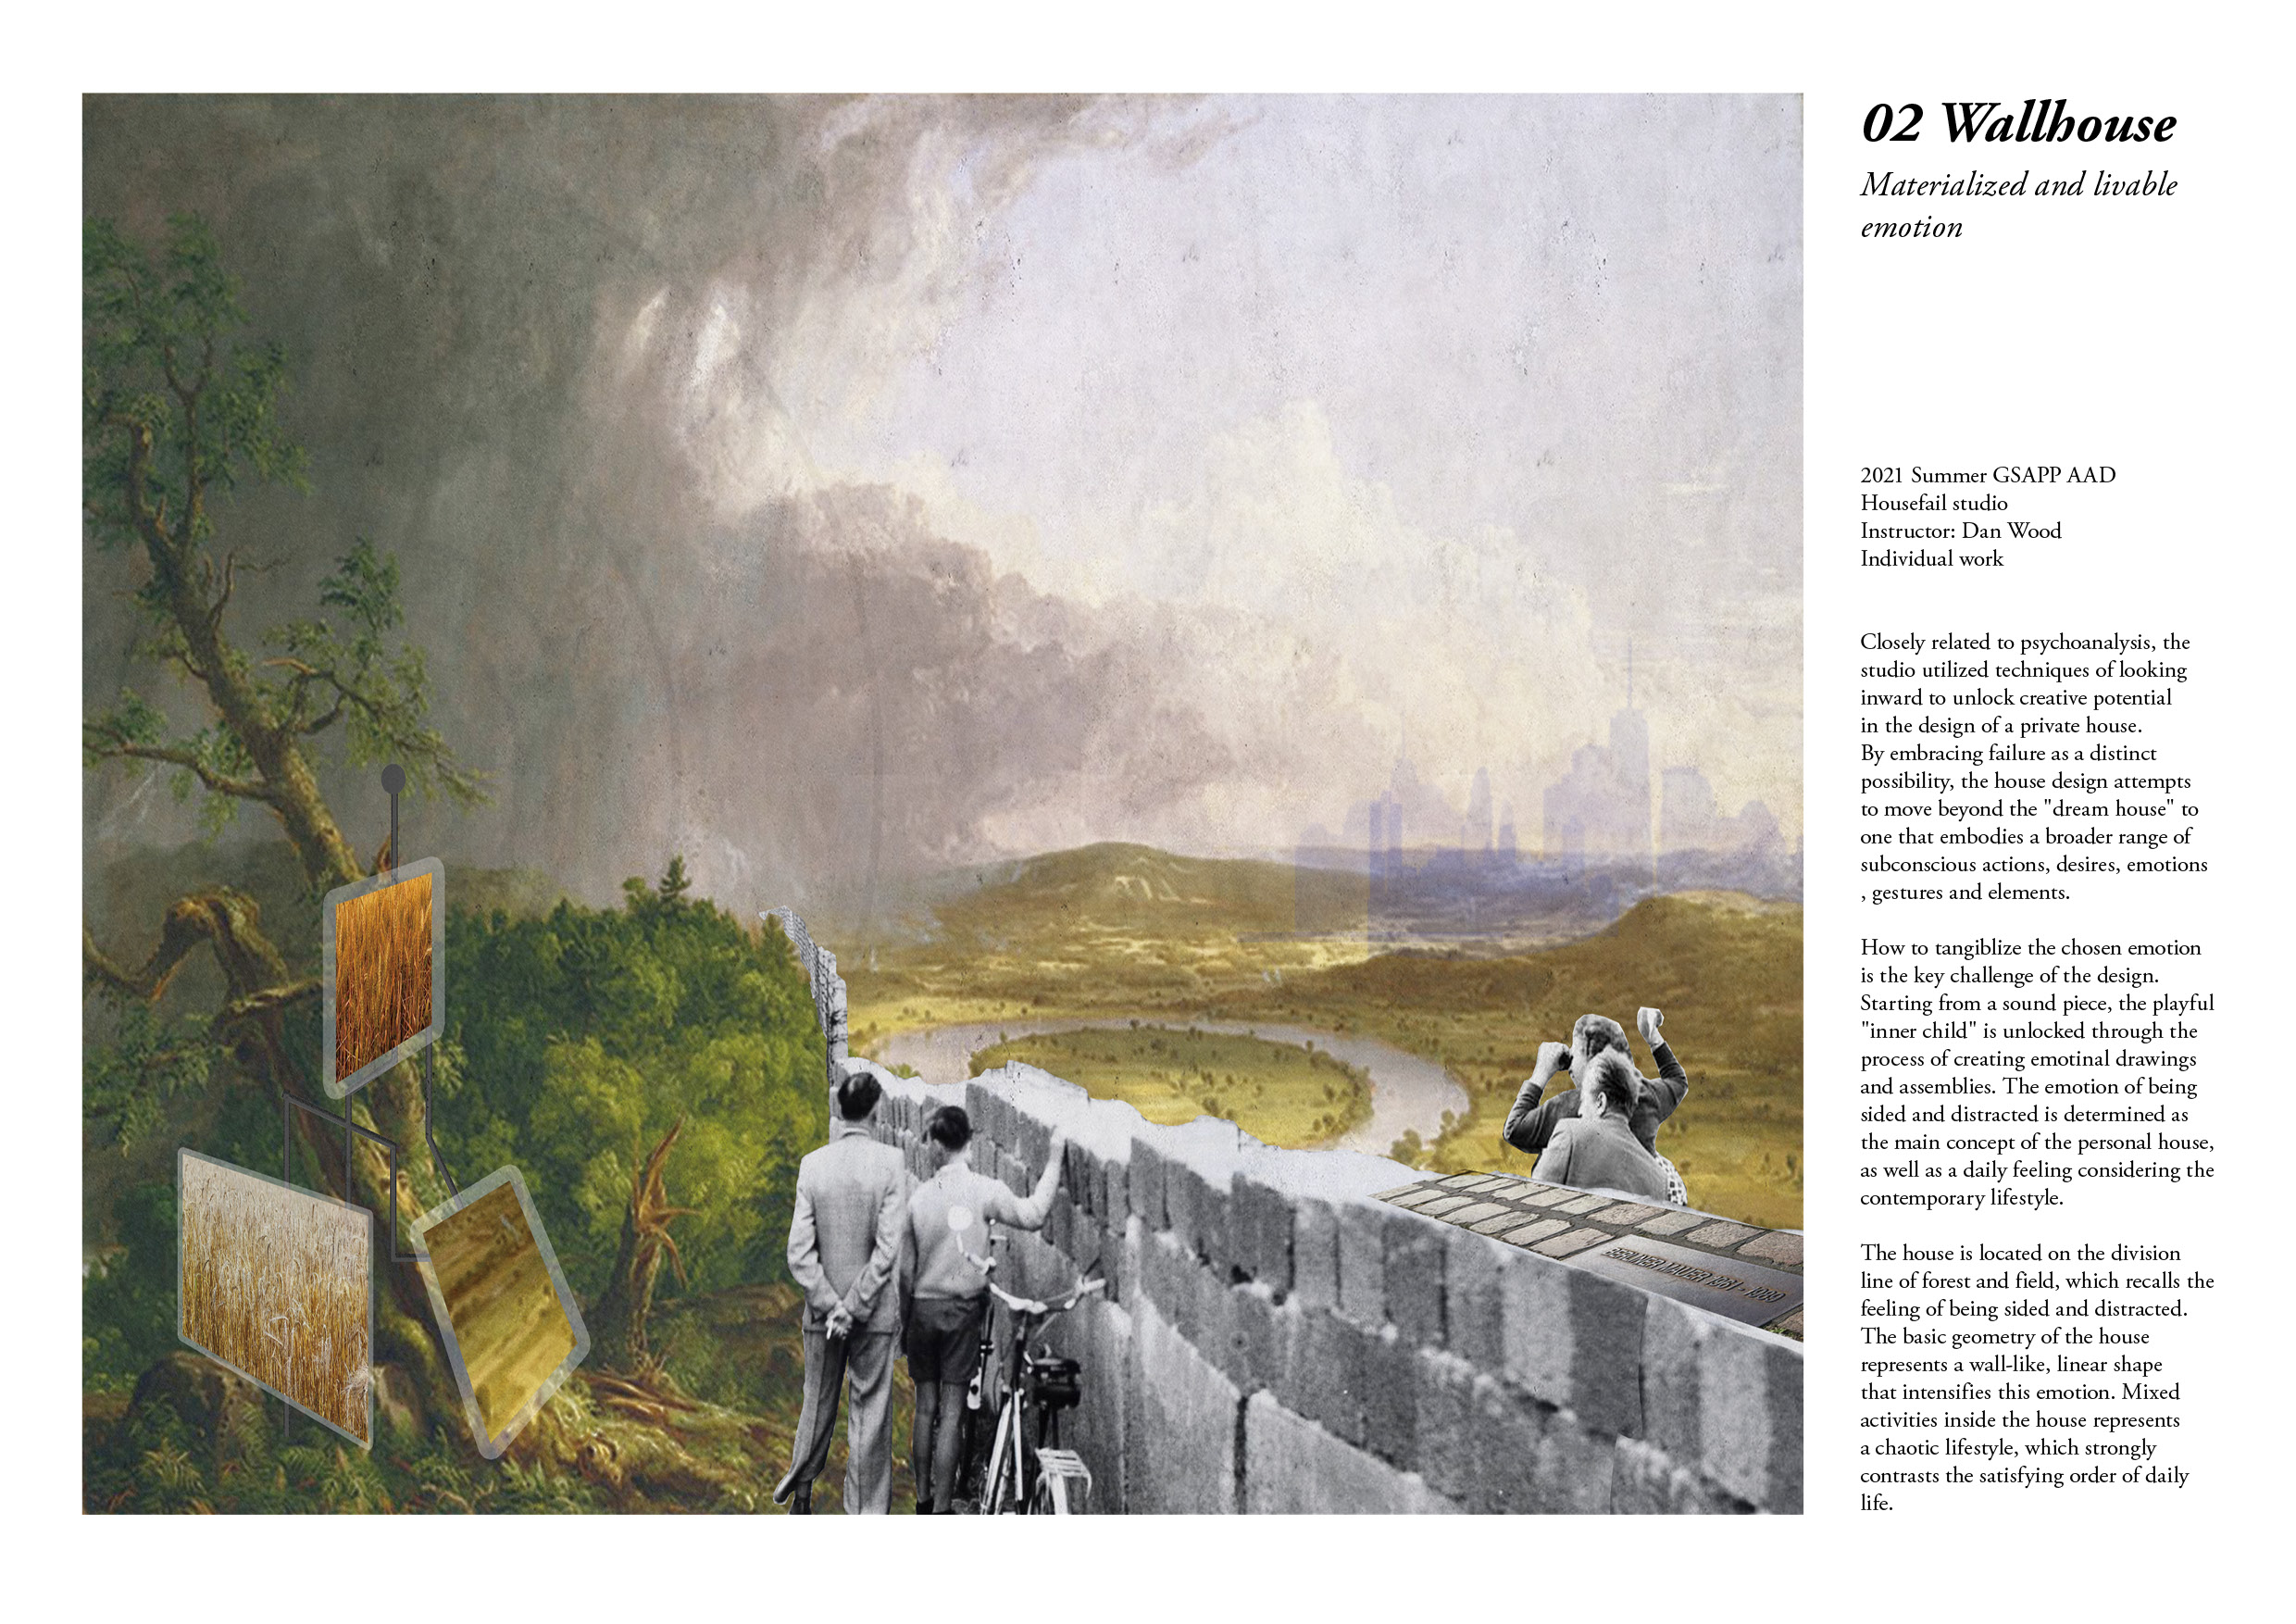 02 Wallhouse
Materialized and livable
emotion
2021 Summer GSAPP AAD
Housefail studio
Instructor: Dan Wood
Individual work
Closely related to psychoanalysis, the
studio utilized techniques of looking
inward to unlock creative potential
in the design of a private house.
By embracing failure as a distinct
possibility, the house design attempts
to move beyond the "dream house" to
one that embodies a broader range of
subconscious actions, desires, emotions
, gestures and elements.
How to tangiblize the chosen emotion
is the key challenge of the design.
Starting from a sound piece, the playful
"inner child" is unlocked through the
process of creating emotinal drawings
and assemblies. The emotion of being
sided and distracted is determined as
the main concept of the personal house,
as well as a daily feeling considering the
contemporary lifestyle.
The house is located on the division
line of forest and field, which recalls the
feeling of being sided and distracted.
The basic geometry of the house
represents a wall-like, linear shape
that intensifies this emotion. Mixed
activities inside the house represents
a chaotic lifestyle, which strongly
contrasts the satisfying order of daily
life.
BERLINER MAUER 1961 - 1989